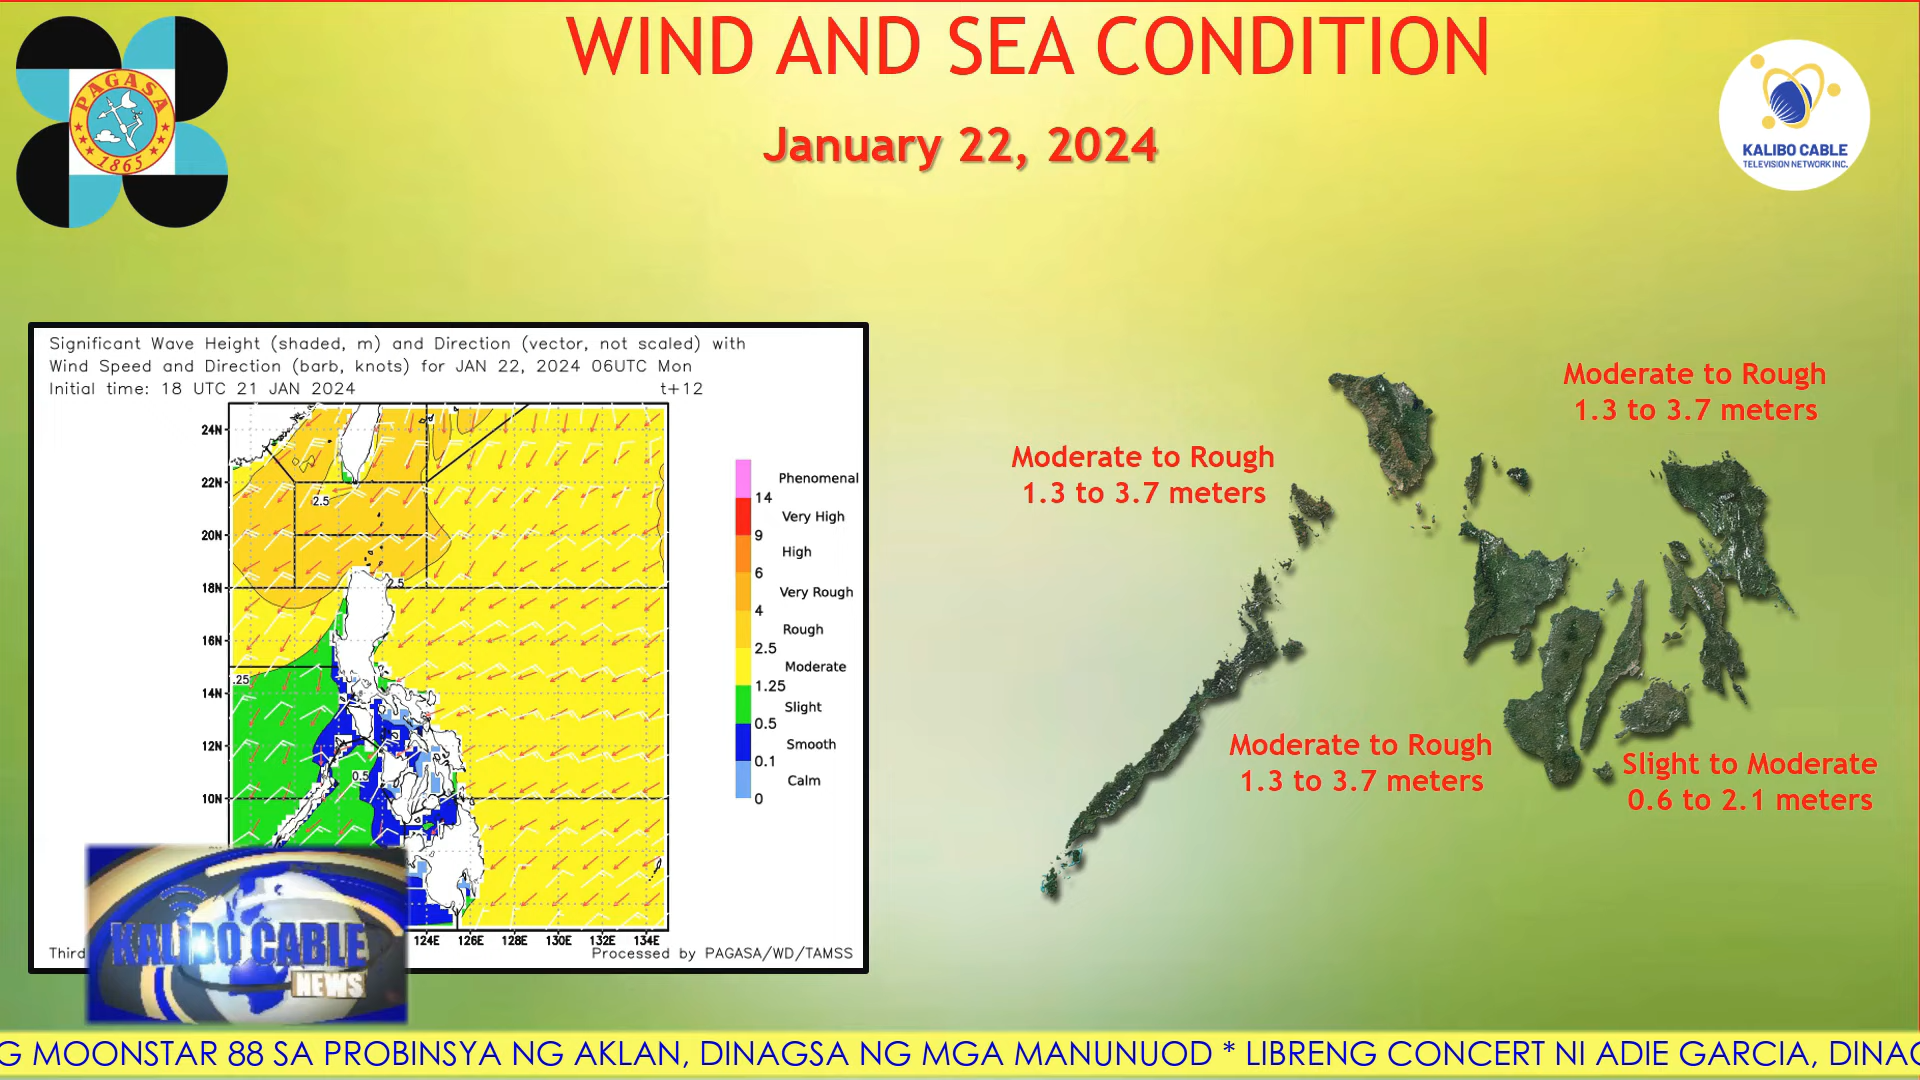 WIND AND SEA CONDITION
January 22, 2024
PAGASA
1865
KALIBO CABLE
TELEVISION NETWORK INC.
Significant Wave Height (shaded, m) and Direction (vector, not scaled) with
Wind Speed and Direction (barb, knots) for JAN 22, 2024 06UTC Mon
Initial time: 18 UTC 21 JAN 2024 t+12
24N
22N
20N
18N
16N
14N
12N
10N
2.5
2.5
.25
0.5
124E 126E 128E 130E 132E 134E
Phenomenal
14
Very High
9
High
6
Very Rough
4
Rough
2.5
Moderate
1.25
Slight
0.5
Smooth
0.1
Calm
0
Third
Processed by PAGASA/WD/TAMSS
Moderate to Rough
1.3 to 3.7 meters
Moderate to Rough
1.3 to 3.7 meters
Moderate to Rough
1.3 to 3.7 meters
Slight to Moderate
0.6 to 2.1 meters
KALIBO CABLE
NEWS
G MOONSTAR 88 SA PROBINSYA NG AKLAN, DINAGSA NG MGA MANUNUOD * LIBRENG CONCERT NI ADIE GARCIA, DINAG